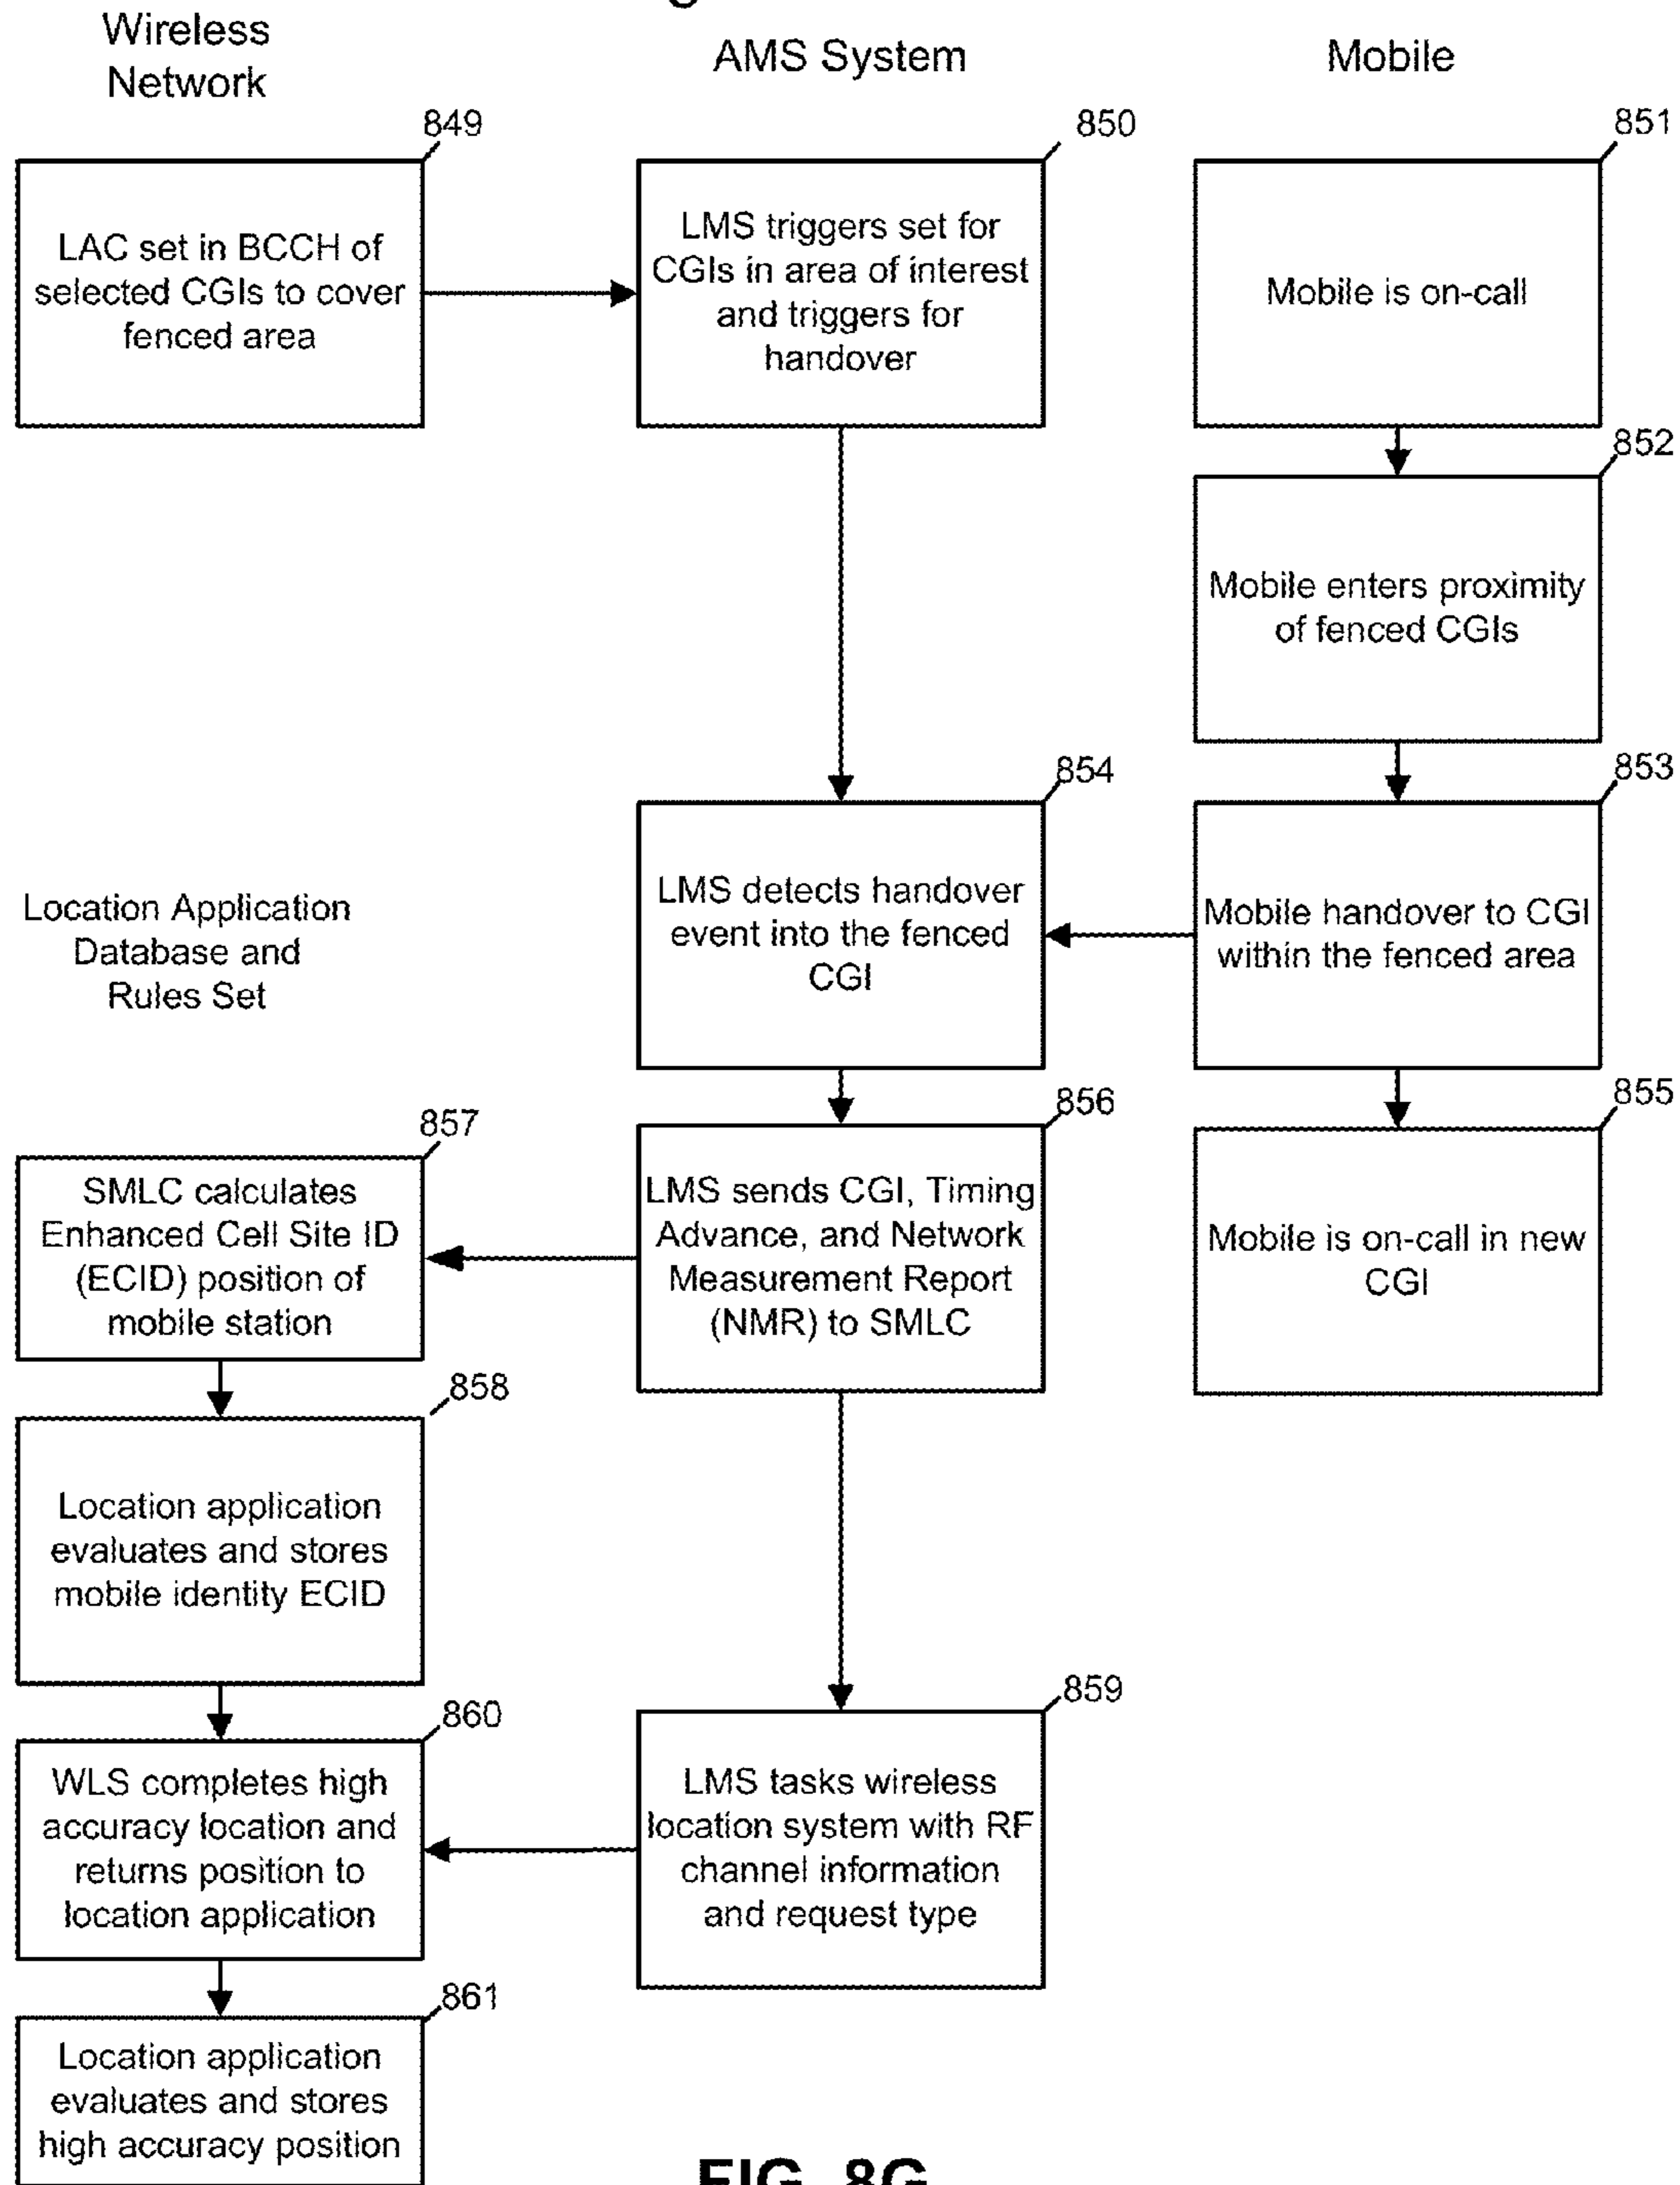 Wireless
Network
AMS System
Mobile
849
850
851
LAC set in BCCH of
selected CGIs to cover
fenced area
LMS triggers set for
CGIs in area of interest
and triggers for
handover
Mobile is on-call
852
Mobile enters proximity
of fenced CGIs
854
853
Location Application
Database and
Rules Set
LMS detects handover
event into the fenced
CGI
Mobile handover to CGI
within the fenced area
857
856
855
SMLC calculates
Enhanced Cell Site ID
(ECID) position of
mobile station
LMS sends CGI, Timing
Advance, and Network
Measurement Report
(NMR) to SMLC
Mobile is on-call in new
CGI
858
Location application
evaluates and stores
mobile identity ECID
860
859
WLS completes high
accuracy location and
returns position to
location application
LMS tasks wireless
location system with RF
channel information
and request type
861
Location application
evaluates and stores
high accuracy position
FIG. 8G